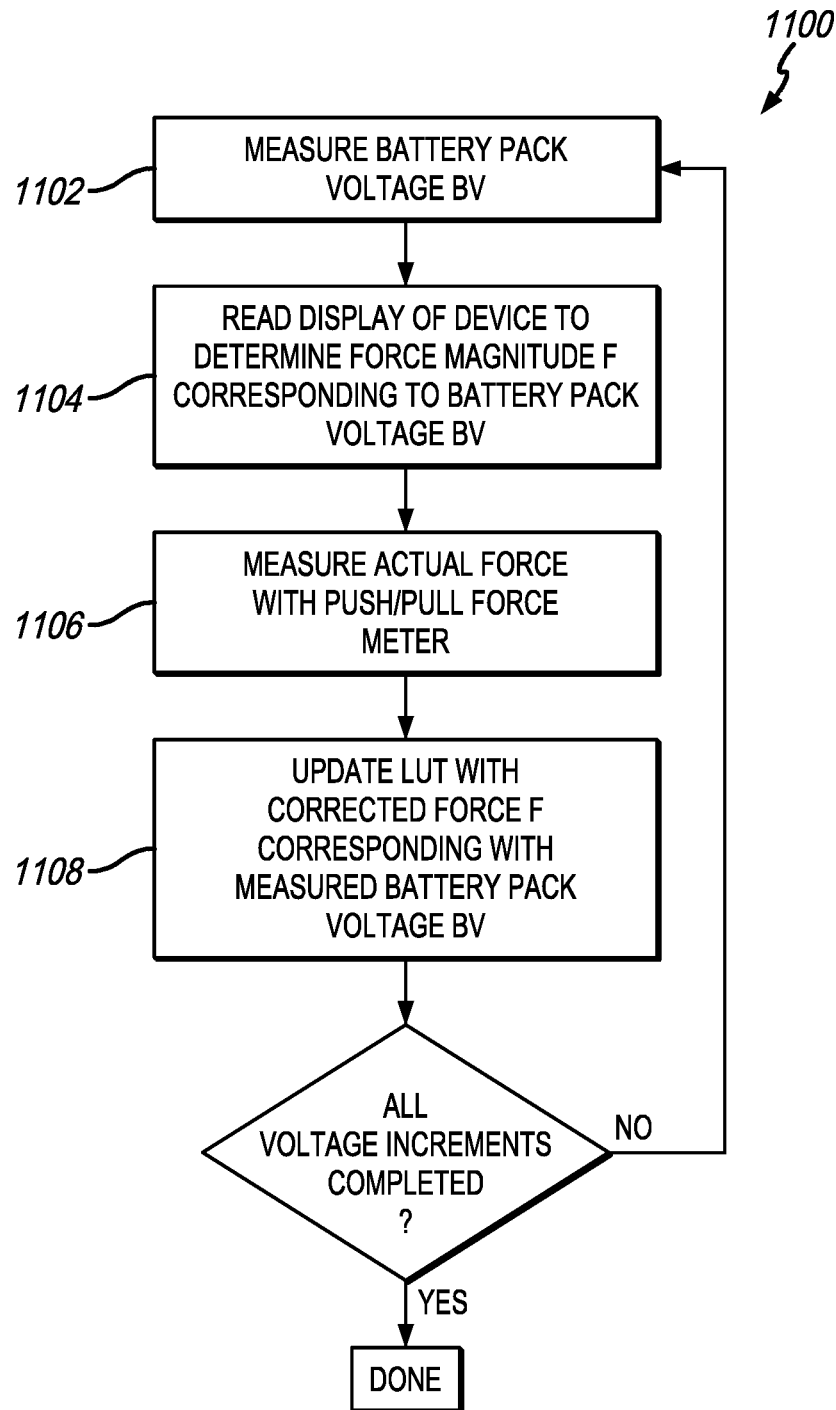 1100
MEASURE BATTERY PACK
VOLTAGE BV
1102
READ DISPLAY OF DEVICE TO
DETERMINE FORCE MAGNITUDE F
CORRESPONDING TO BATTERY PACK
VOLTAGE BV
1104
MEASURE ACTUAL FORCE
WITH PUSH/PULL FORCE
METER
1106
UPDATE LUT WITH
CORRECTED FORCE F
CORRESPONDING WITH
MEASURED BATTERY PACK
VOLTAGE BV
1108
ALL
VOLTAGE INCREMENTS
COMPLETED
?
NO
YES
DONE